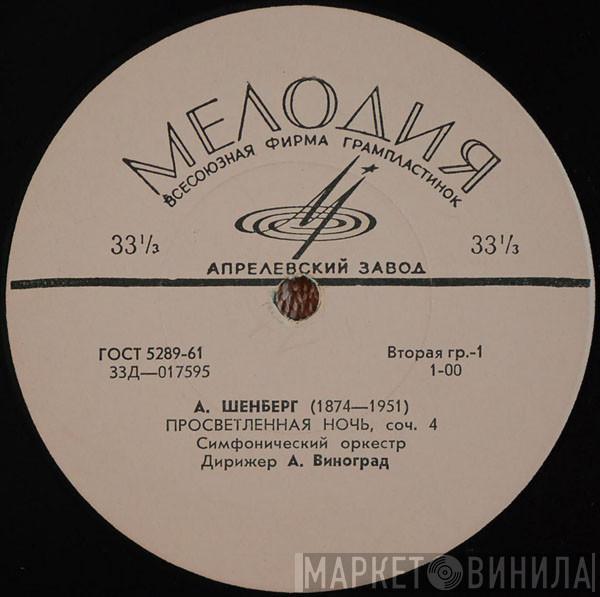 МЕЛОДИЯ
ВСЕСОЮЗНАЯ ФИРМА ГРАМПЛАСТИНОК
33⅓ 33⅓
АПРЕЛЕВСКИЙ ЗАВОД
ГОСТ 5289-61 Вторая гр.-1
33Д—017595 1-00
А. ШЕНБЕРГ (1874—1951)
ПРОСВЕТЛЕННАЯ НОЧЬ, соч. 4
Симфонический оркестр
Дирижер А. Виноград
МАРКЕТ ВИНИЛА